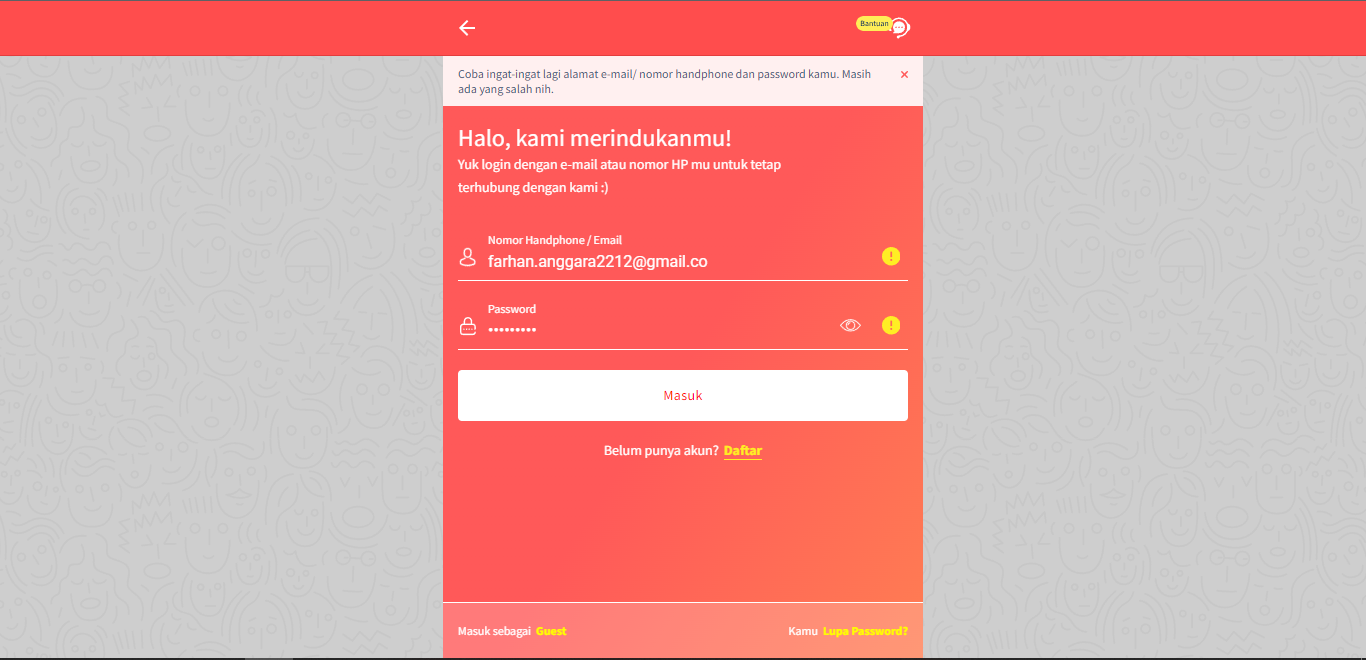 Bantuan
Coba ingat-ingat lagi alamat e-mail/ nomor handphone dan password kamu. Masih
ada yang salah nih.
Halo, kami merindukanmu!
Yuk login dengan e-mail atau nomor HP mu untuk tetap
terhubung dengan kami :)
Nomor Handphone / Email
farhan.anggara2212@gmail.co
Password
•••••••••
Masuk
Belum punya akun? Daftar
Masuk sebagai Guest
Kamu Lupa Password?